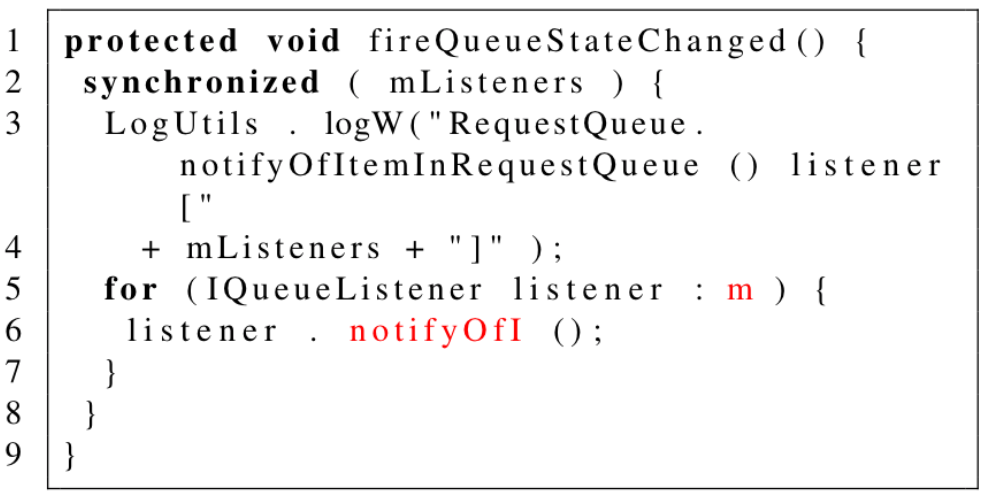 1 protected void fireQueueStateChanged() {
2 synchronized ( mListeners ) {
3 LogUtils . logW("RequestQueue.
notifyOfItemInRequestQueue () listener
["
4 + mListeners + "]" );
5 for (IQueueListener listener : m ) {
6 listener . notifyOfI ();
7 }
8 }
9 }